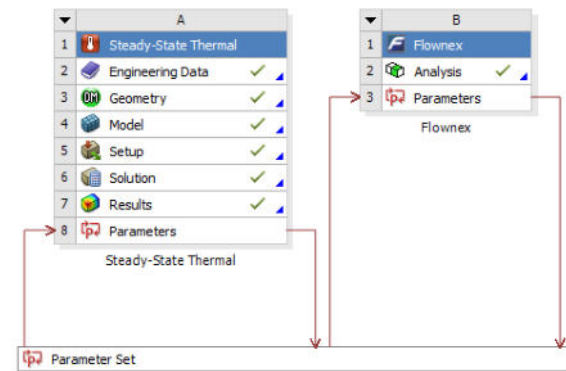 A
1 Steady-State Thermal
2 Engineering Data
3 DM Geometry
4 Model
5 Setup
6 Solution
7 Results
8 Parameters
Steady-State Thermal
B
1 Flownex
2 Analysis
3 Parameters
Flownex
Parameter Set